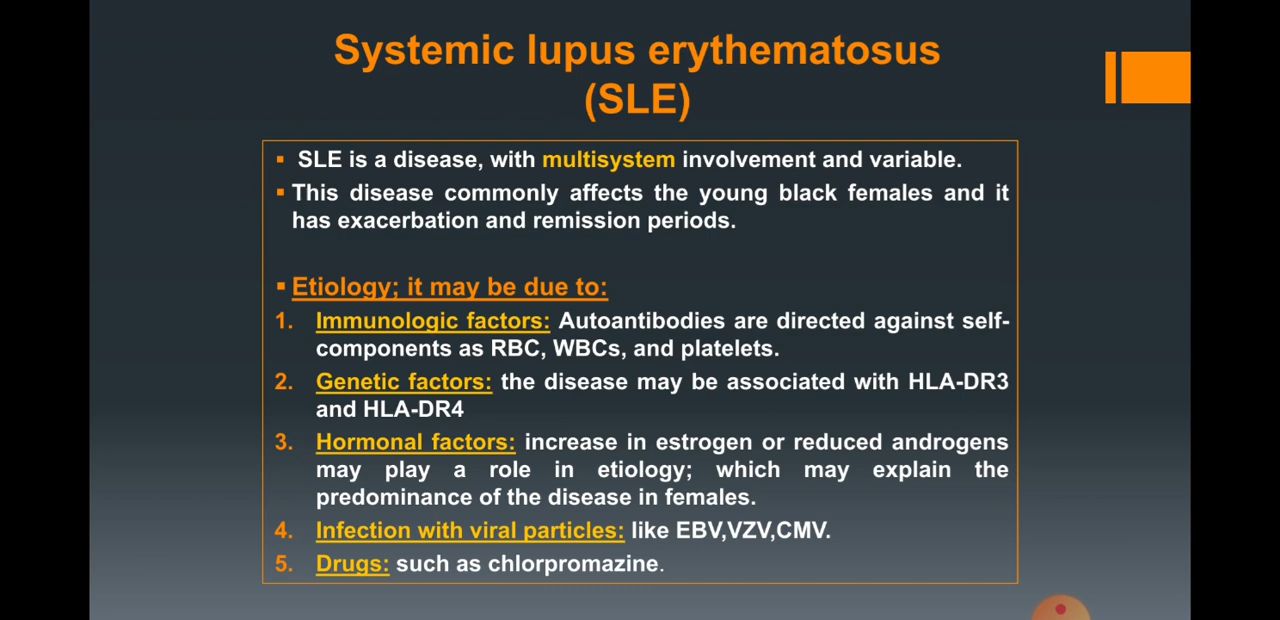 Systemic lupus erythematosus
(SLE)
▪ SLE is a disease, with multisystem involvement and variable.
▪ This disease commonly affects the young black females and it
has exacerbation and remission periods.
▪ Etiology; it may be due to:
1. Immunologic factors: Autoantibodies are directed against self-
components as RBC, WBCs, and platelets.
2. Genetic factors: the disease may be associated with HLA-DR3
and HLA-DR4
3. Hormonal factors: increase in estrogen or reduced androgens
may play a role in etiology; which may explain the
predominance of the disease in females.
4. Infection with viral particles: like EBV,VZV,CMV.
5. Drugs: such as chlorpromazine.